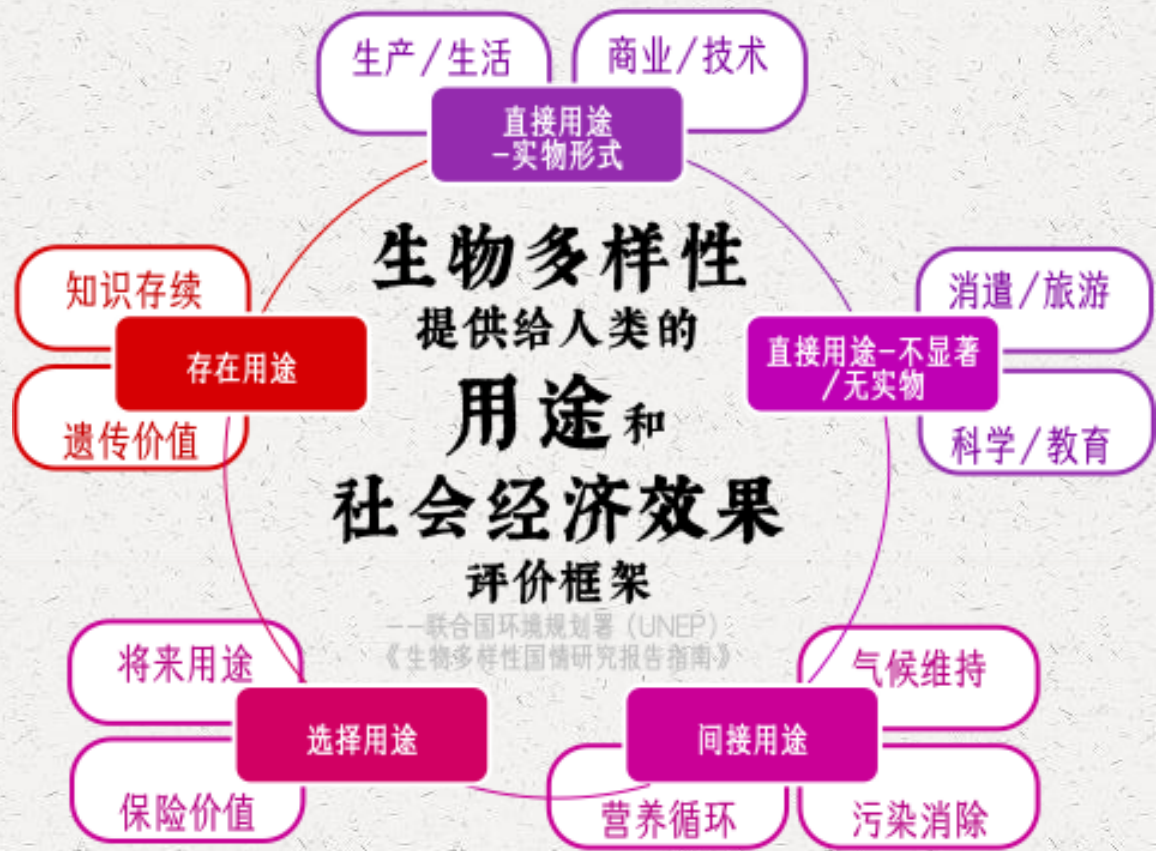 生产/生活
商业/技术
直接用途
-实物形式
生物多样性
提供给人类的
用途和
社会经济效果
评价框架
——联合国环境规划署（UNEP）
《生物多样性国情研究报告指南》
消遣/旅游
直接用途-不显著
/无实物
科学/教育
气候维持
间接用途
营养循环
污染消除
将来用途
选择用途
保险价值
知识存续
存在用途
遗传价值